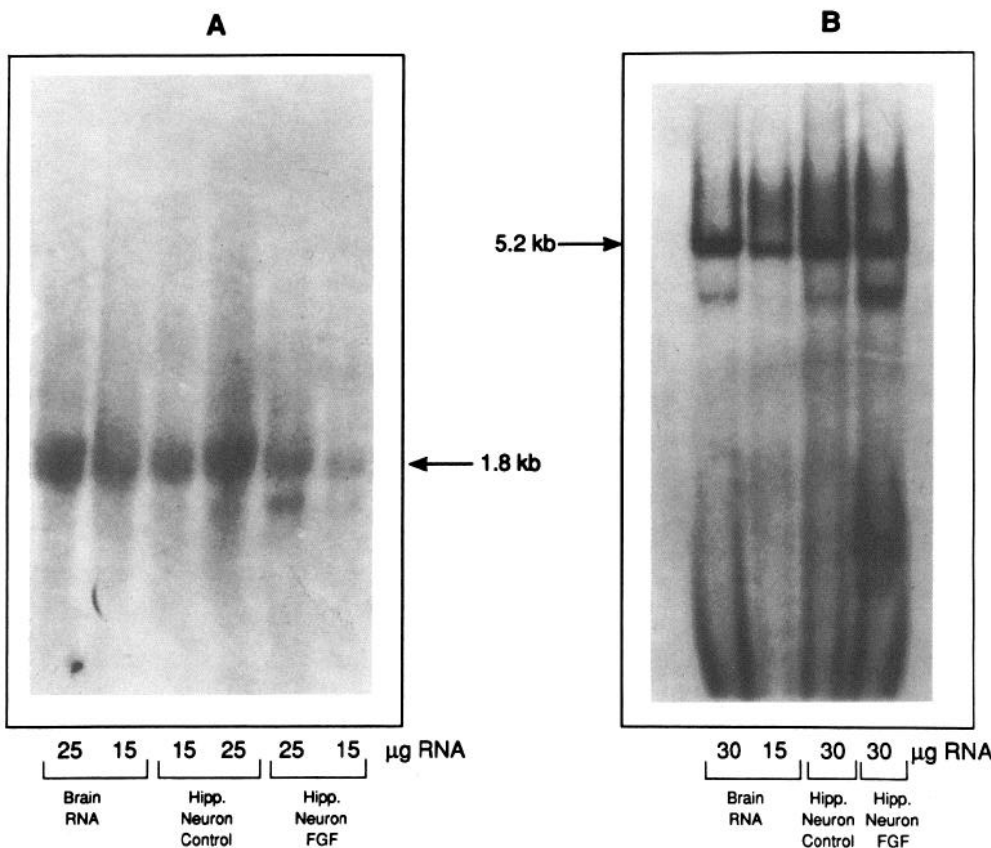 A
B
5.2 kb
1.8 kb
25 15 15 25 25 15 µg RNA
Brain RNA
Hipp. Neuron Control
Hipp. Neuron FGF
30 15 30 30 µg RNA
Brain RNA
Hipp. Neuron Control
Hipp. Neuron FGF